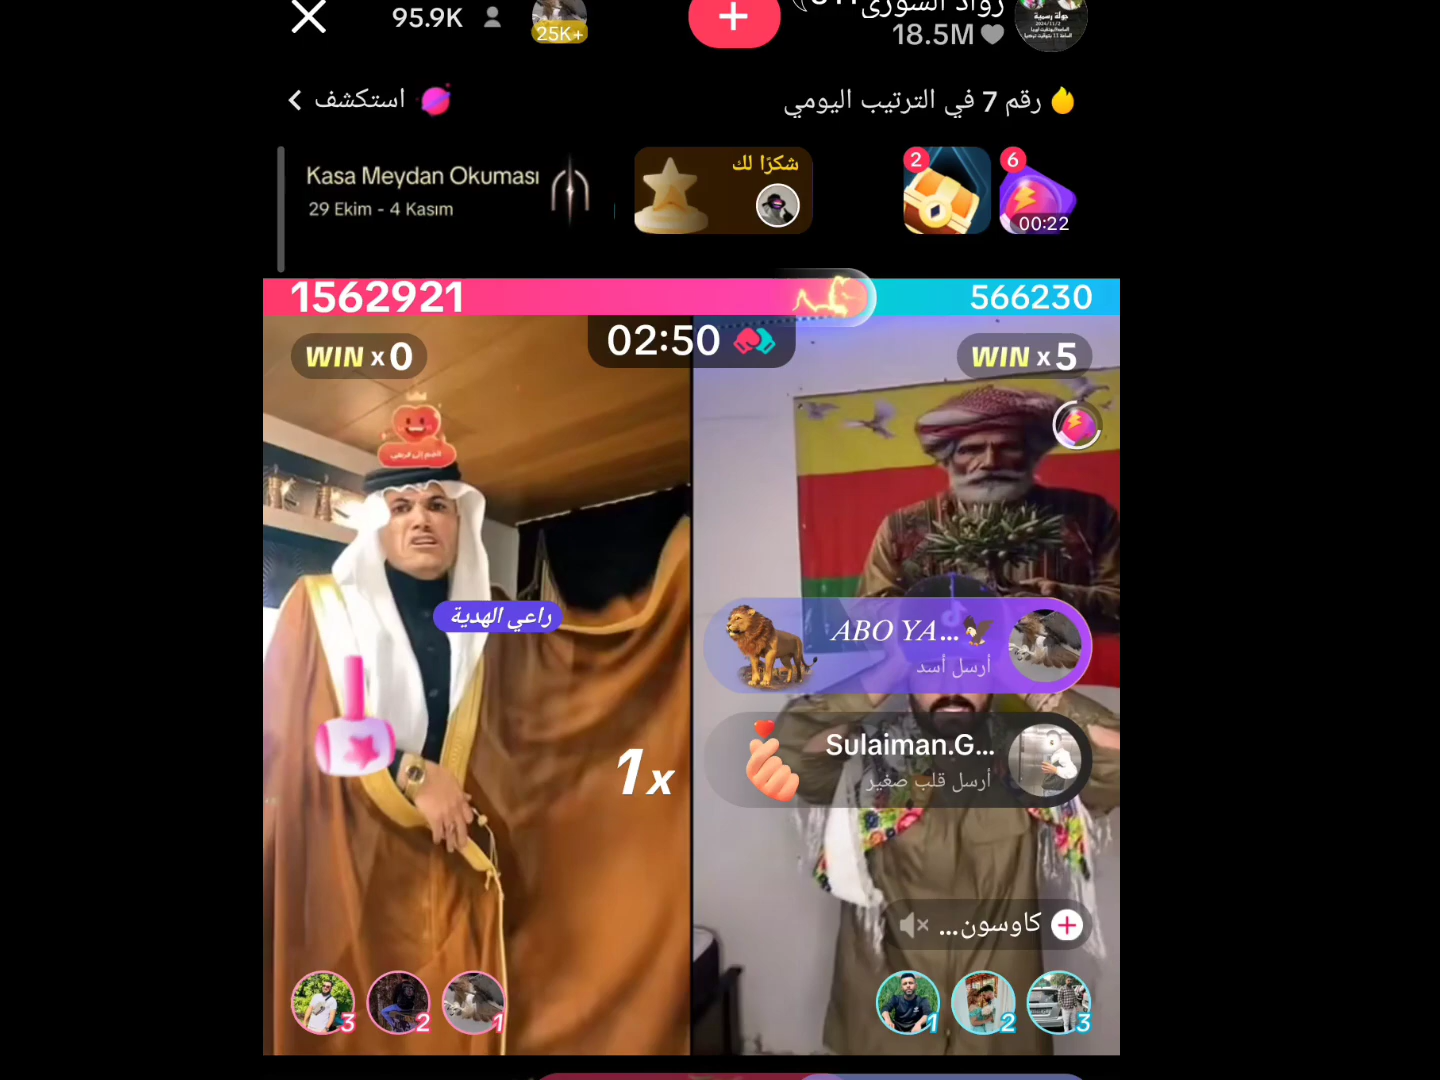 95.9K
25K+
18.5M
رقم 7 في الترتيب اليومي
استكشف
Kasa Meydan Okuması
29 Ekim - 4 Kasım
شكرًا لك
2
6
00:22
1562921
566230
02:50
WIN x 0
WIN x 5
راعي الهدية
ABO YA...
أرسل أسد
Sulaiman.G...
أرسل قلب صغير
1x
كاوسون...
3
2
1
1
2
3